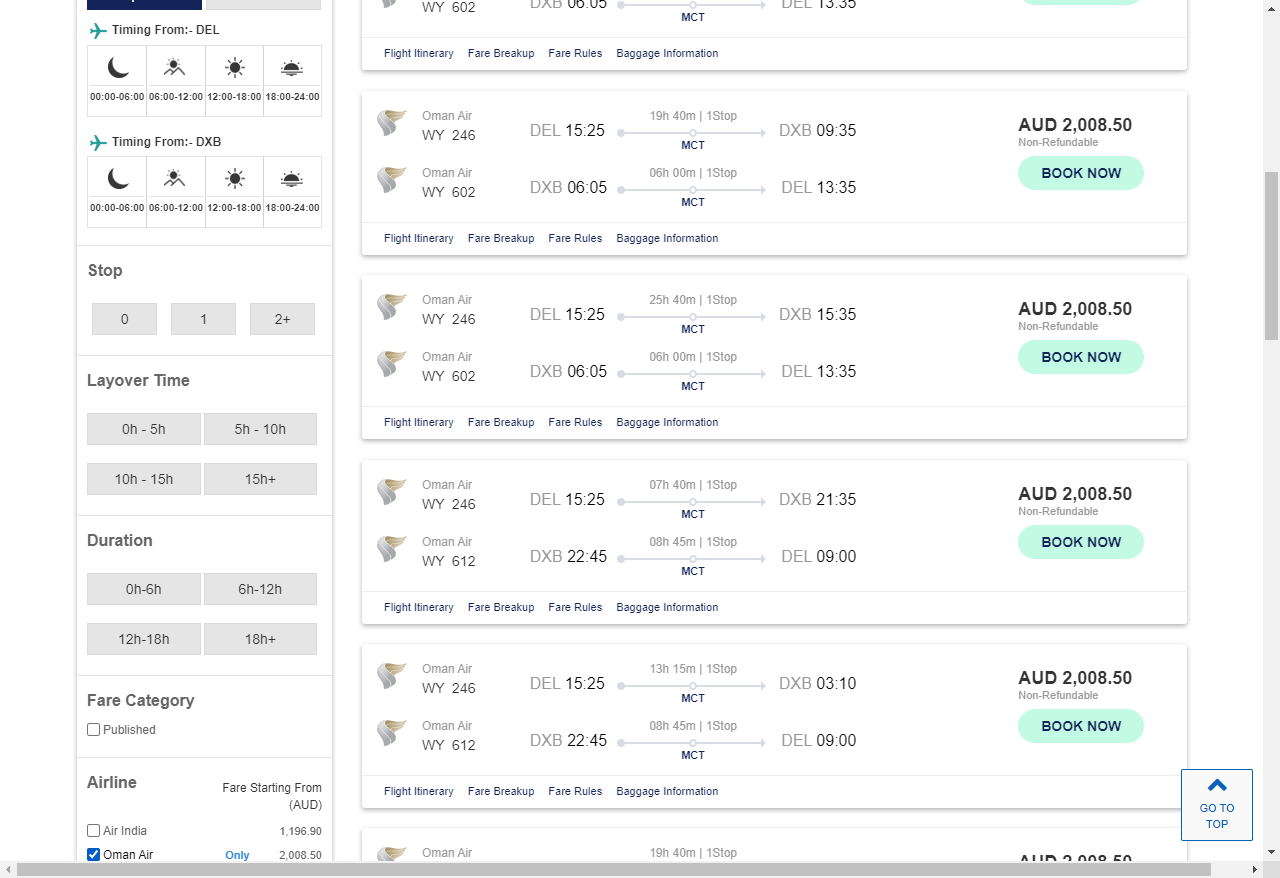 Timing From:- DEL
00:00-06:00 06:00-12:00 12:00-18:00 18:00-24:00
Timing From:- DXB
00:00-06:00 06:00-12:00 12:00-18:00 18:00-24:00
Stop
0 1 2+
Layover Time
0h - 5h 5h - 10h
10h - 15h 15h+
Duration
0h-6h 6h-12h
12h-18h 18h+
Fare Category
Published
Airline
Fare Starting From
(AUD)
Air India 1,196.90
Oman Air Only 2,008.50
WY 602 DXB 06:05 DEL 13:35
MCT
Flight Itinerary Fare Breakup Fare Rules Baggage Information
Oman Air 19h 40m | 1Stop
WY 246 DEL 15:25 DXB 09:35
MCT
Oman Air 06h 00m | 1Stop
WY 602 DXB 06:05 DEL 13:35
MCT
AUD 2,008.50
Non-Refundable
BOOK NOW
Flight Itinerary Fare Breakup Fare Rules Baggage Information
Oman Air 25h 40m | 1Stop
WY 246 DEL 15:25 DXB 15:35
MCT
Oman Air 06h 00m | 1Stop
WY 602 DXB 06:05 DEL 13:35
MCT
AUD 2,008.50
Non-Refundable
BOOK NOW
Flight Itinerary Fare Breakup Fare Rules Baggage Information
Oman Air 07h 40m | 1Stop
WY 246 DEL 15:25 DXB 21:35
MCT
Oman Air 08h 45m | 1Stop
WY 612 DXB 22:45 DEL 09:00
MCT
AUD 2,008.50
Non-Refundable
BOOK NOW
Flight Itinerary Fare Breakup Fare Rules Baggage Information
Oman Air 13h 15m | 1Stop
WY 246 DEL 15:25 DXB 03:10
MCT
Oman Air 08h 45m | 1Stop
WY 612 DXB 22:45 DEL 09:00
MCT
AUD 2,008.50
Non-Refundable
BOOK NOW
Flight Itinerary Fare Breakup Fare Rules Baggage Information
Oman Air 19h 40m | 1Stop
AUD 2,008.50
GO TO
TOP